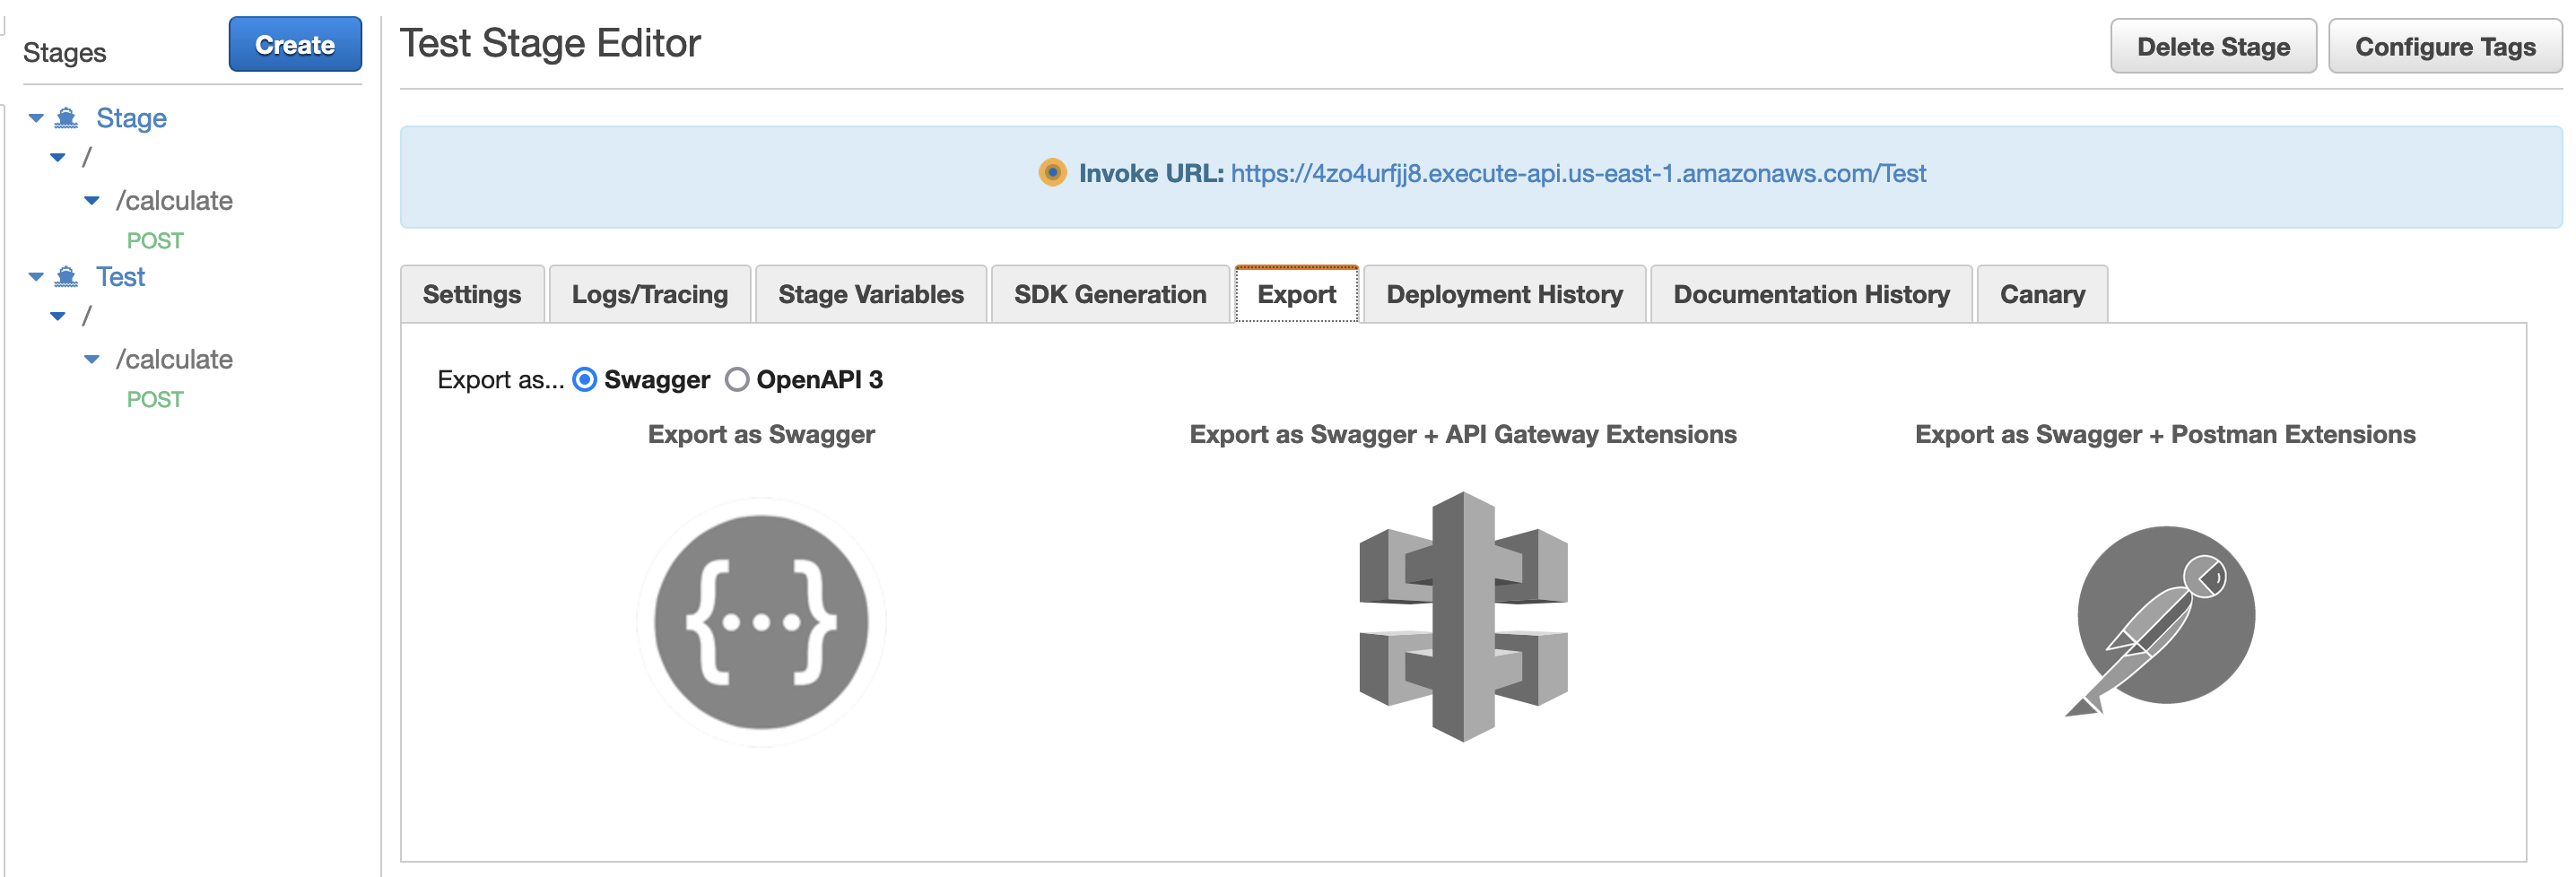 Stages
Create
Stage
/
/calculate
POST
Test
/
/calculate
POST
Test Stage Editor
Delete Stage
Configure Tags
Invoke URL: https://4zo4urfjj8.execute-api.us-east-1.amazonaws.com/Test
Settings
Logs/Tracing
Stage Variables
SDK Generation
Export
Deployment History
Documentation History
Canary
Export as... Swagger OpenAPI 3
Export as Swagger
Export as Swagger + API Gateway Extensions
Export as Swagger + Postman Extensions
{...}